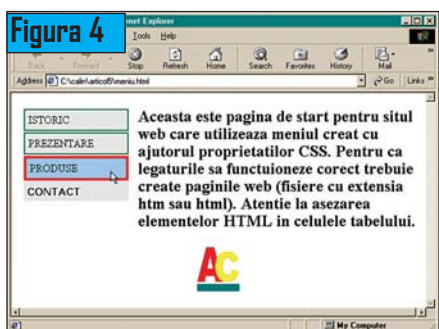 Figura 4
net Explorer
Tools Help
Back Forward Stop Refresh Home Search Favorites History Mail
Address C:\calin\articol5\meniu.html Go Links
ISTORIC
PREZENTARE
PRODUSE
CONTACT
Aceasta este pagina de start pentru situl
web care utilizeaza meniul creat cu
ajutorul proprietatilor CSS. Pentru ca
legaturile sa functuioneze corect trebuie
create paginile web (fisiere cu extensia
htm sau html). Atentie la asezarea
elementelor HTML in celulele tabelului.
AC
My Computer